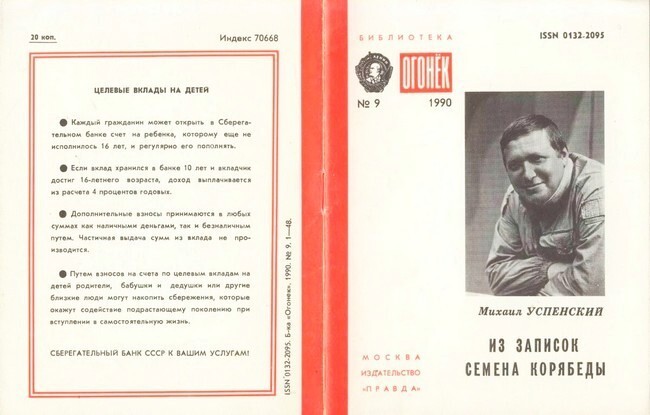 20 коп.
Индекс 70668
ЦЕЛЕВЫЕ ВКЛАДЫ НА ДЕТЕЙ
● Каждый гражданин может открыть в Сберега-
тельном банке счет на ребенка, которому еще не
исполнилось 16 лет, и регулярно его пополнять.
● Если вклад хранился в банке 10 лет и вкладчик
достиг 16-летнего возраста, доход выплачивается
из расчета 4 процентов годовых.
● Дополнительные взносы принимаются в любых
суммах как наличными деньгами, так и безналичным
путем. Частичная выдача сумм из вклада не про-
изводится.
● Путем взносов на счета по целевым вкладам на
детей родители, бабушки и дедушки или другие
близкие люди могут накопить сбережения, которые
окажут содействие подрастающему поколению при
вступлении в самостоятельную жизнь.
СБЕРЕГАТЕЛЬНЫЙ БАНК СССР К ВАШИМ УСЛУГАМ!
ISSN 0132-2095. Б-ка «Огонек». 1990. № 9. 1—48.
БИБЛИОТЕКА
ОГОНЁК
№ 9
1990
ISSN 0132-2095
Михаил УСПЕНСКИЙ
ИЗ ЗАПИСОК
СЕМЕНА КОРЯБЕДЫ
МОСКВА
ИЗДАТЕЛЬСТВО
«ПРАВДА»